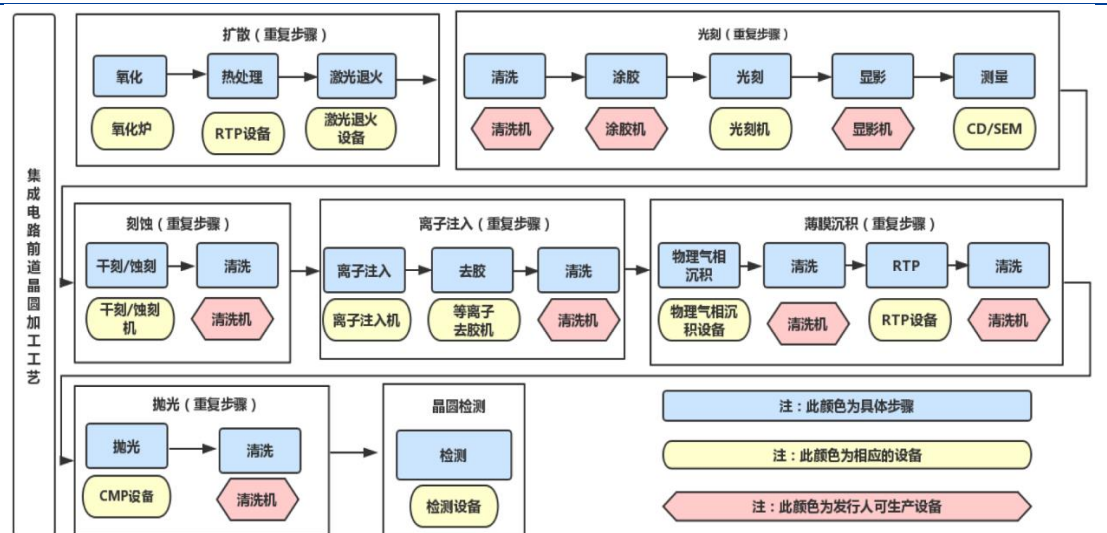 集成电路前道晶圆加工工艺
扩散（重复步骤）
氧化
热处理
激光退火
氧化炉
RTP设备
激光退火
设备
光刻（重复步骤）
清洗
涂胶
光刻
显影
测量
清洗机
涂胶机
光刻机
显影机
CD/SEM
刻蚀（重复步骤）
干刻/蚀刻
清洗
干刻/蚀刻
机
清洗机
离子注入（重复步骤）
离子注入
去胶
清洗
离子注入机
等离子
去胶机
清洗机
薄膜沉积（重复步骤）
物理气相
沉积
清洗
RTP
清洗
物理气相沉
积设备
清洗机
RTP设备
清洗机
抛光（重复步骤）
抛光
清洗
CMP设备
清洗机
晶圆检测
检测
检测设备
注：此颜色为具体步骤
注：此颜色为相应的设备
注：此颜色为发行人可生产设备